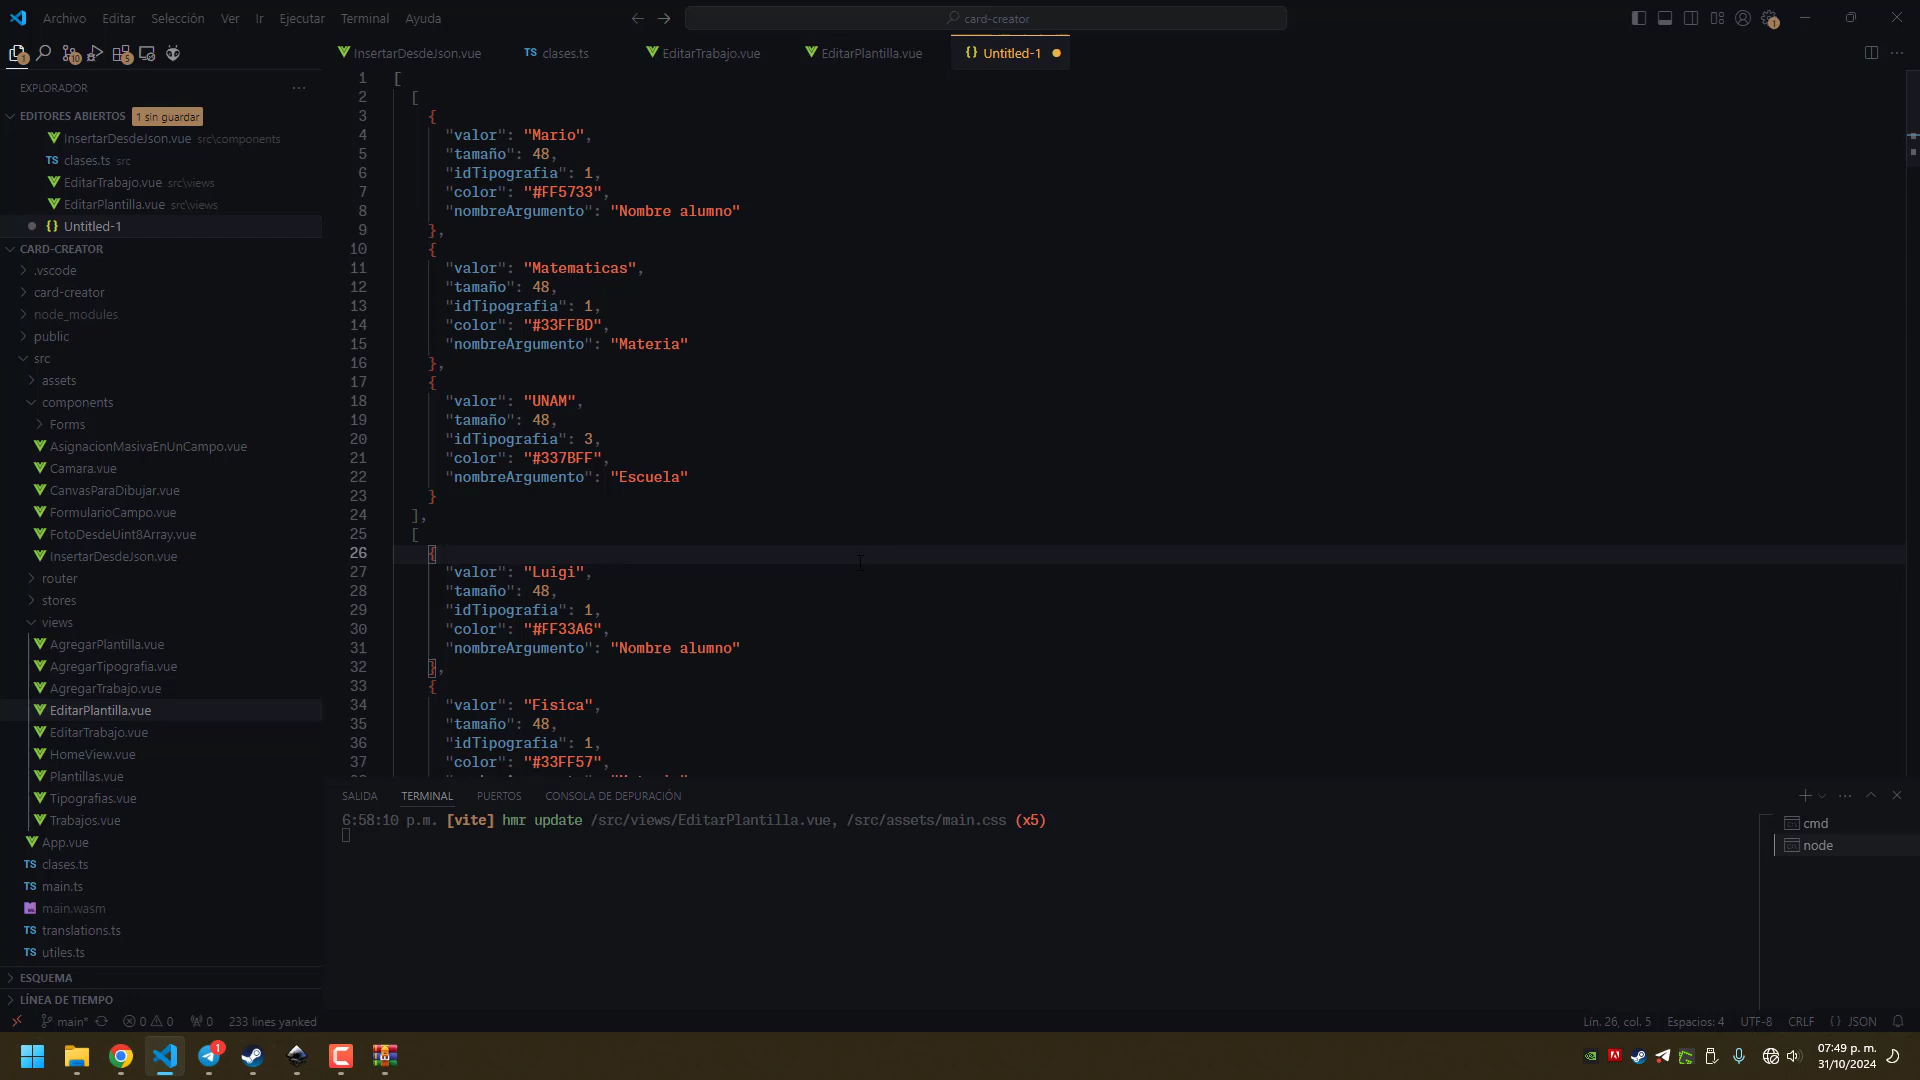 Archivo Editar Selección Ver Ir Ejecutar Terminal Ayuda card-creator
InsertarDesdeJson.vue TS clases.ts EditarTrabajo.vue EditarPlantilla.vue {} Untitled-1
EXPLORADOR
EDITORES ABIERTOS 1 sin guardar
InsertarDesdeJson.vue src\components
TS clases.ts src
EditarTrabajo.vue src\views
EditarPlantilla.vue src\views
{} Untitled-1
CARD-CREATOR
.vscode
card-creator
node_modules
public
src
assets
components
Forms
AsignacionMasivaEnUnCampo.vue
Camara.vue
CanvasParaDibujar.vue
FormularioCampo.vue
FotoDesdeUint8Array.vue
InsertarDesdeJson.vue
router
stores
views
AgregarPlantilla.vue
AgregarTipografia.vue
AgregarTrabajo.vue
EditarPlantilla.vue
EditarTrabajo.vue
HomeView.vue
Plantillas.vue
Tipografias.vue
Trabajos.vue
App.vue
TS clases.ts
TS main.ts
main.wasm
TS translations.ts
TS utiles.ts
ESQUEMA
LÍNEA DE TIEMPO
1 [
2 [
3 {
4 "valor": "Mario",
5 "tamaño": 48,
6 "idTipografia": 1,
7 "color": "#FF5733",
8 "nombreArgumento": "Nombre alumno"
9 },
10 {
11 "valor": "Matematicas",
12 "tamaño": 48,
13 "idTipografia": 1,
14 "color": "#33FFBD",
15 "nombreArgumento": "Materia"
16 },
17 {
18 "valor": "UNAM",
19 "tamaño": 48,
20 "idTipografia": 3,
21 "color": "#337BFF",
22 "nombreArgumento": "Escuela"
23 }
24 ],
25 [
26 {
27 "valor": "Luigi",
28 "tamaño": 48,
29 "idTipografia": 1,
30 "color": "#FF33A6",
31 "nombreArgumento": "Nombre alumno"
32 },
33 {
34 "valor": "Fisica",
35 "tamaño": 48,
36 "idTipografia": 1,
37 "color": "#33FF57",
SALIDA TERMINAL PUERTOS CONSOLA DE DEPURACIÓN
6:58:10 p.m. [vite] hmr update /src/views/EditarPlantilla.vue, /src/assets/main.css (x5)
cmd
node
main* 0 0 0 233 lines yanked Lín. 26, col. 5 Espacios: 4 UTF-8 CRLF {} JSON
07:49 p. m.
31/10/2024